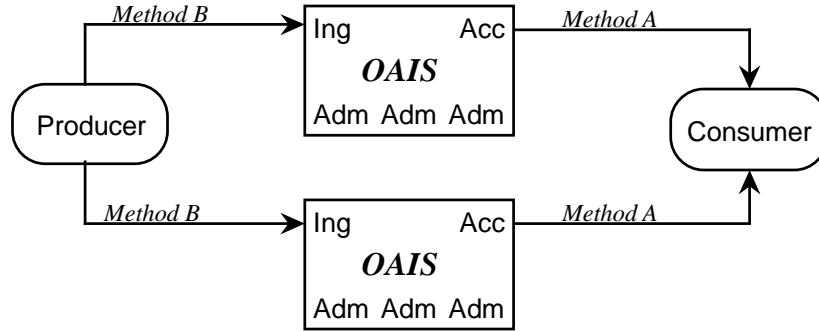 Method B
Ing Acc
Method A
OAIS
Adm Adm Adm
Producer
Consumer
Method B
Ing Acc
Method A
OAIS
Adm Adm Adm